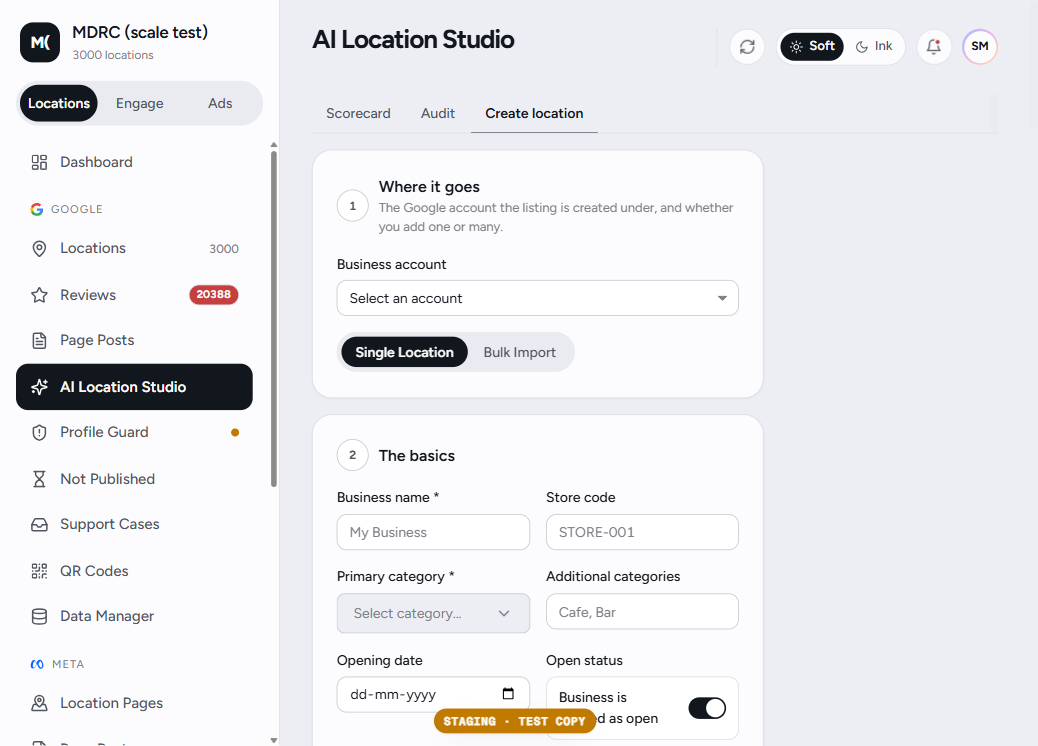 M(
MDRC (scale test)
3000 locations
Locations
Engage
Ads
Dashboard
GOOGLE
Locations
3000
Reviews
20388
Page Posts
AI Location Studio
Profile Guard
Not Published
Support Cases
QR Codes
Data Manager
META
Location Pages
AI Location Studio
Soft
Ink
SM
Scorecard
Audit
Create location
1
Where it goes
The Google account the listing is created under, and whether
you add one or many.
Business account
Select an account
Single Location
Bulk Import
2
The basics
Business name *
Store code
My Business
STORE-001
Primary category *
Additional categories
Select category...
Cafe, Bar
Opening date
Open status
dd-mm-yyyy
Business is
as open
STAGING · TEST COPY